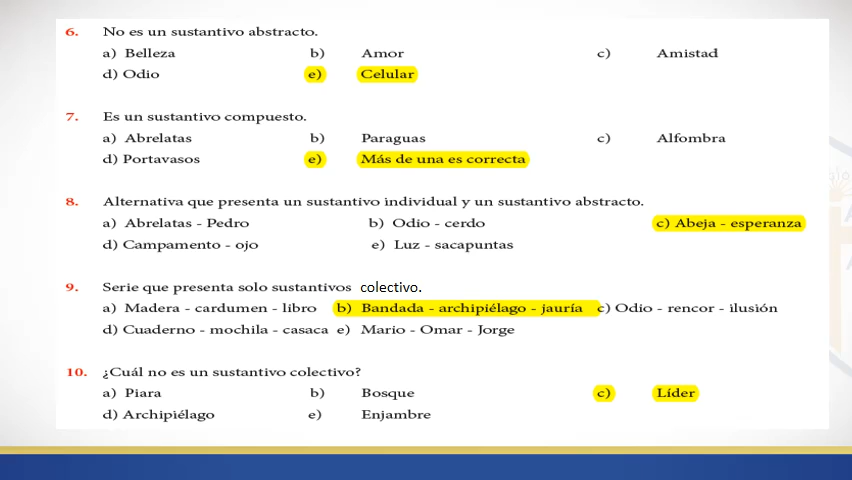 6. No es un sustantivo abstracto.
a) Belleza b) Amor c) Amistad
d) Odio e) Celular
7. Es un sustantivo compuesto.
a) Abrelatas b) Paraguas c) Alfombra
d) Portavasos e) Más de una es correcta
8. Alternativa que presenta un sustantivo individual y un sustantivo abstracto.
a) Abrelatas - Pedro b) Odio - cerdo c) Abeja - esperanza
d) Campamento - ojo e) Luz - sacapuntas
9. Serie que presenta solo sustantivos colectivo.
a) Madera - cardumen - libro b) Bandada - archipiélago - jauría c) Odio - rencor - ilusión
d) Cuaderno - mochila - casaca e) Mario - Omar - Jorge
10. ¿Cuál no es un sustantivo colectivo?
a) Piara b) Bosque c) Líder
d) Archipiélago e) Enjambre